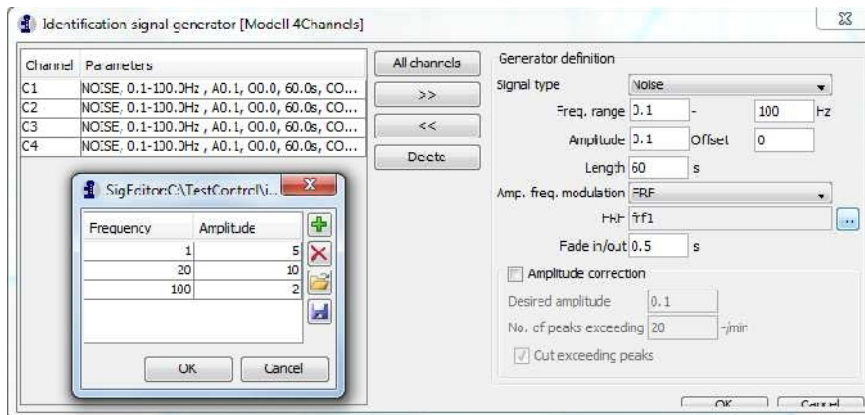 Identification signal generator [Modell 4Channels]
Channel Parameters
C1 NOISE, 0.1-100.0Hz , A0.1, O0.0, 60.0s, CO...
C2 NOISE, 0.1-100.0Hz , A0.1, O0.0, 60.0s, CO...
C3 NOISE, 0.1-100.0Hz , A0.1, O0.0, 60.0s, CO...
C4 NOISE, 0.1-100.0Hz , A0.1, O0.0, 60.0s, CO...
All channels
>>
<<
Delete
SigEditor:C:\TestControl\i...
Frequency Amplitude
1 5
20 10
100 2
OK Cancel
Generator definition
Signal type Noise
Freq. range 0.1 - 100 Hz
Amplitude 0.1 Offset 0
Length 60 s
Amp. freq. modulation FRF
FRF frf1 ..
Fade in/out 0.5 s
Amplitude correction
Desired amplitude 0.1
No. of peaks exceeding 20 -/min
Cut exceeding peaks
OK Cancel